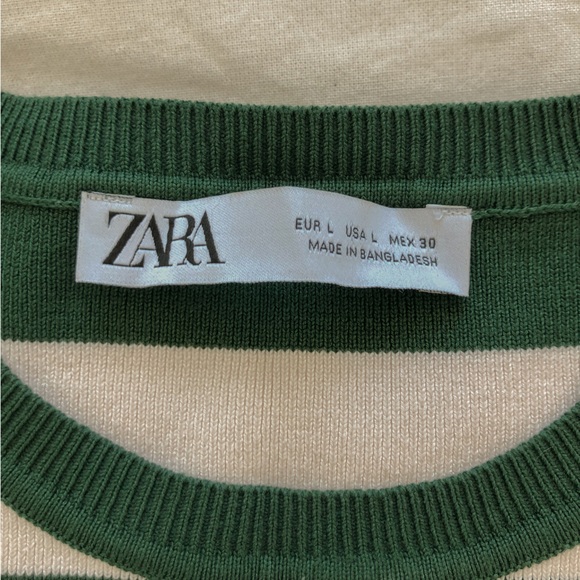 ZARA
EUR L USA L MEX 30
MADE IN BANGLADESH